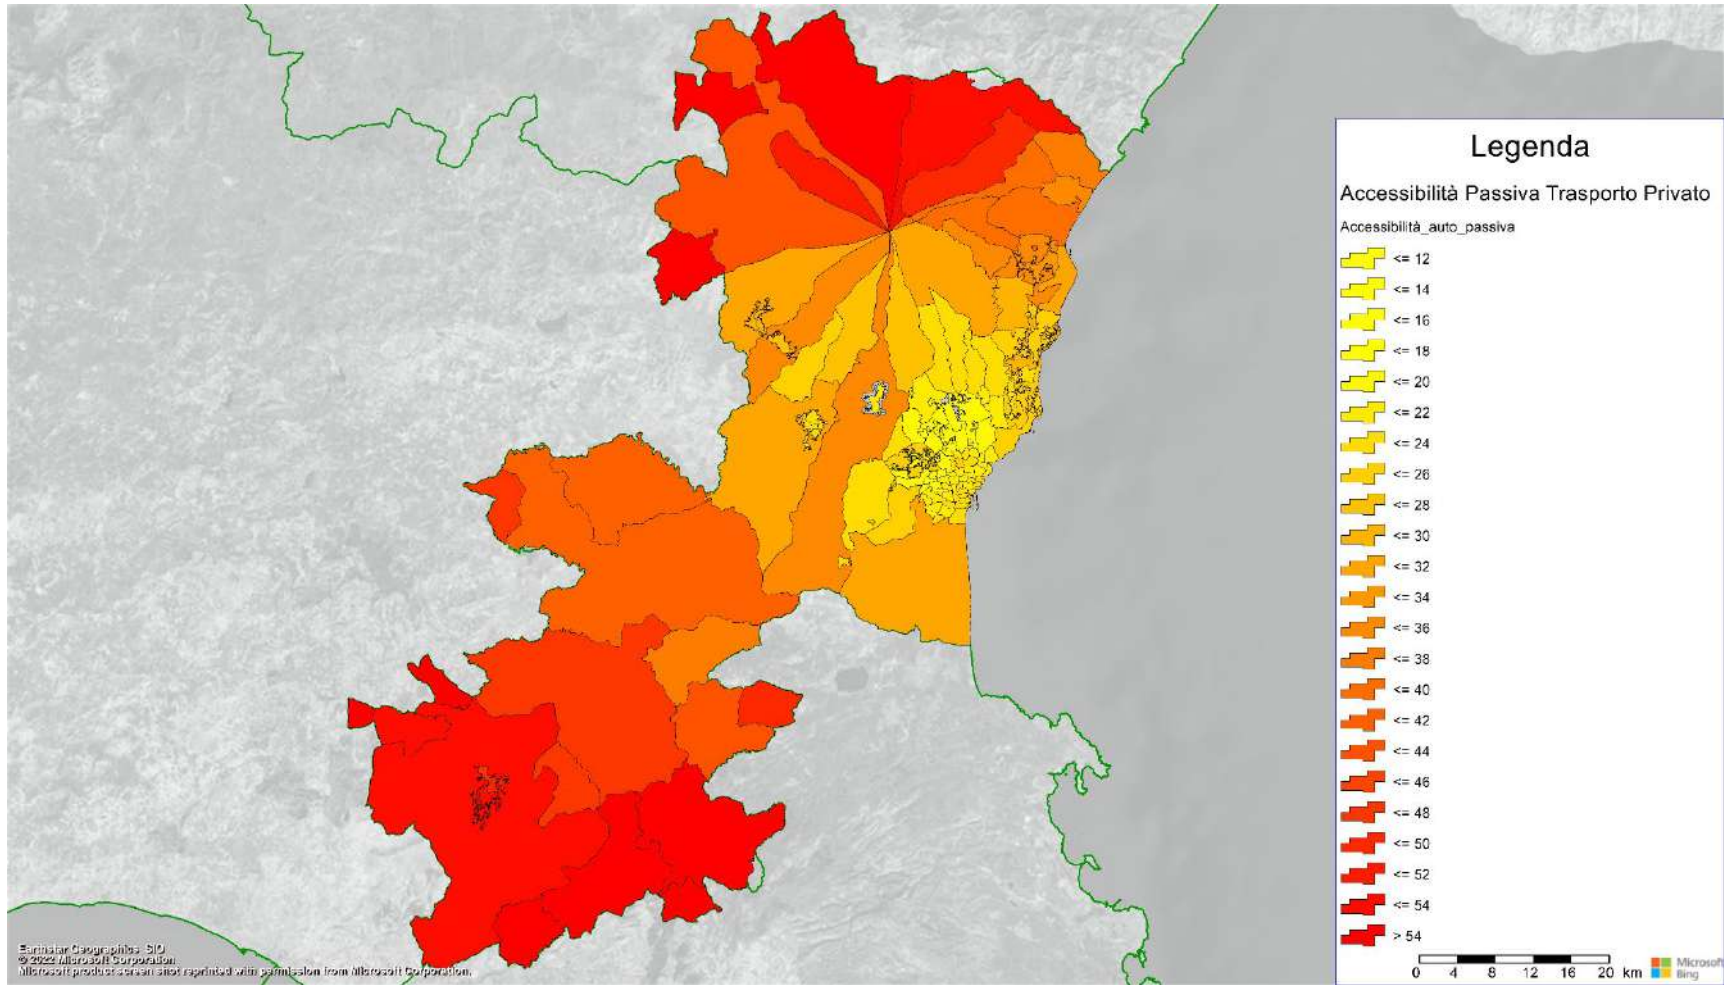 Legenda
Accessibilità Passiva Trasporto Privato
Accessibilità_auto_passiva
<= 12
<= 14
<= 16
<= 18
<= 20
<= 22
<= 24
<= 26
<= 28
<= 30
<= 32
<= 34
<= 36
<= 38
<= 40
<= 42
<= 44
<= 46
<= 48
<= 50
<= 52
<= 54
> 54
0 4 8 12 16 20 km
Microsoft
Bing
Earthstar Geographics SIO
© 2022 Microsoft Corporation
Microsoft product screen shot reprinted with permission from Microsoft Corporation.